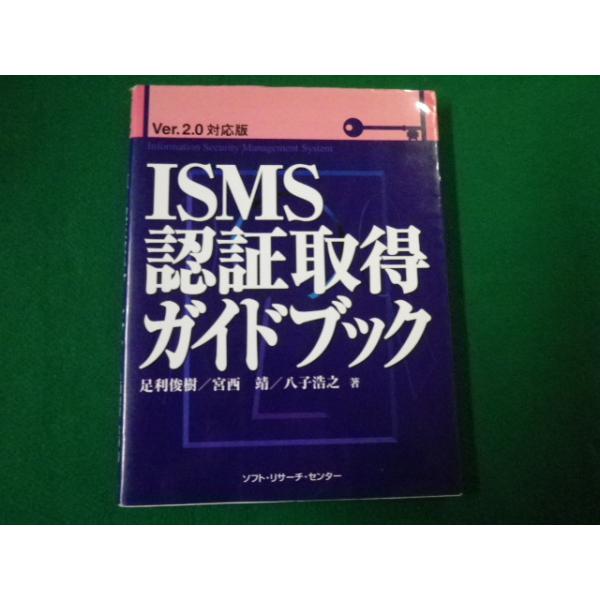 Ver.2.0 対応版
Information Security Management System
ISMS
認証取得
ガイドブック
足利俊樹／宮西 靖／八子浩之 著
ソフト・リサーチ・センター